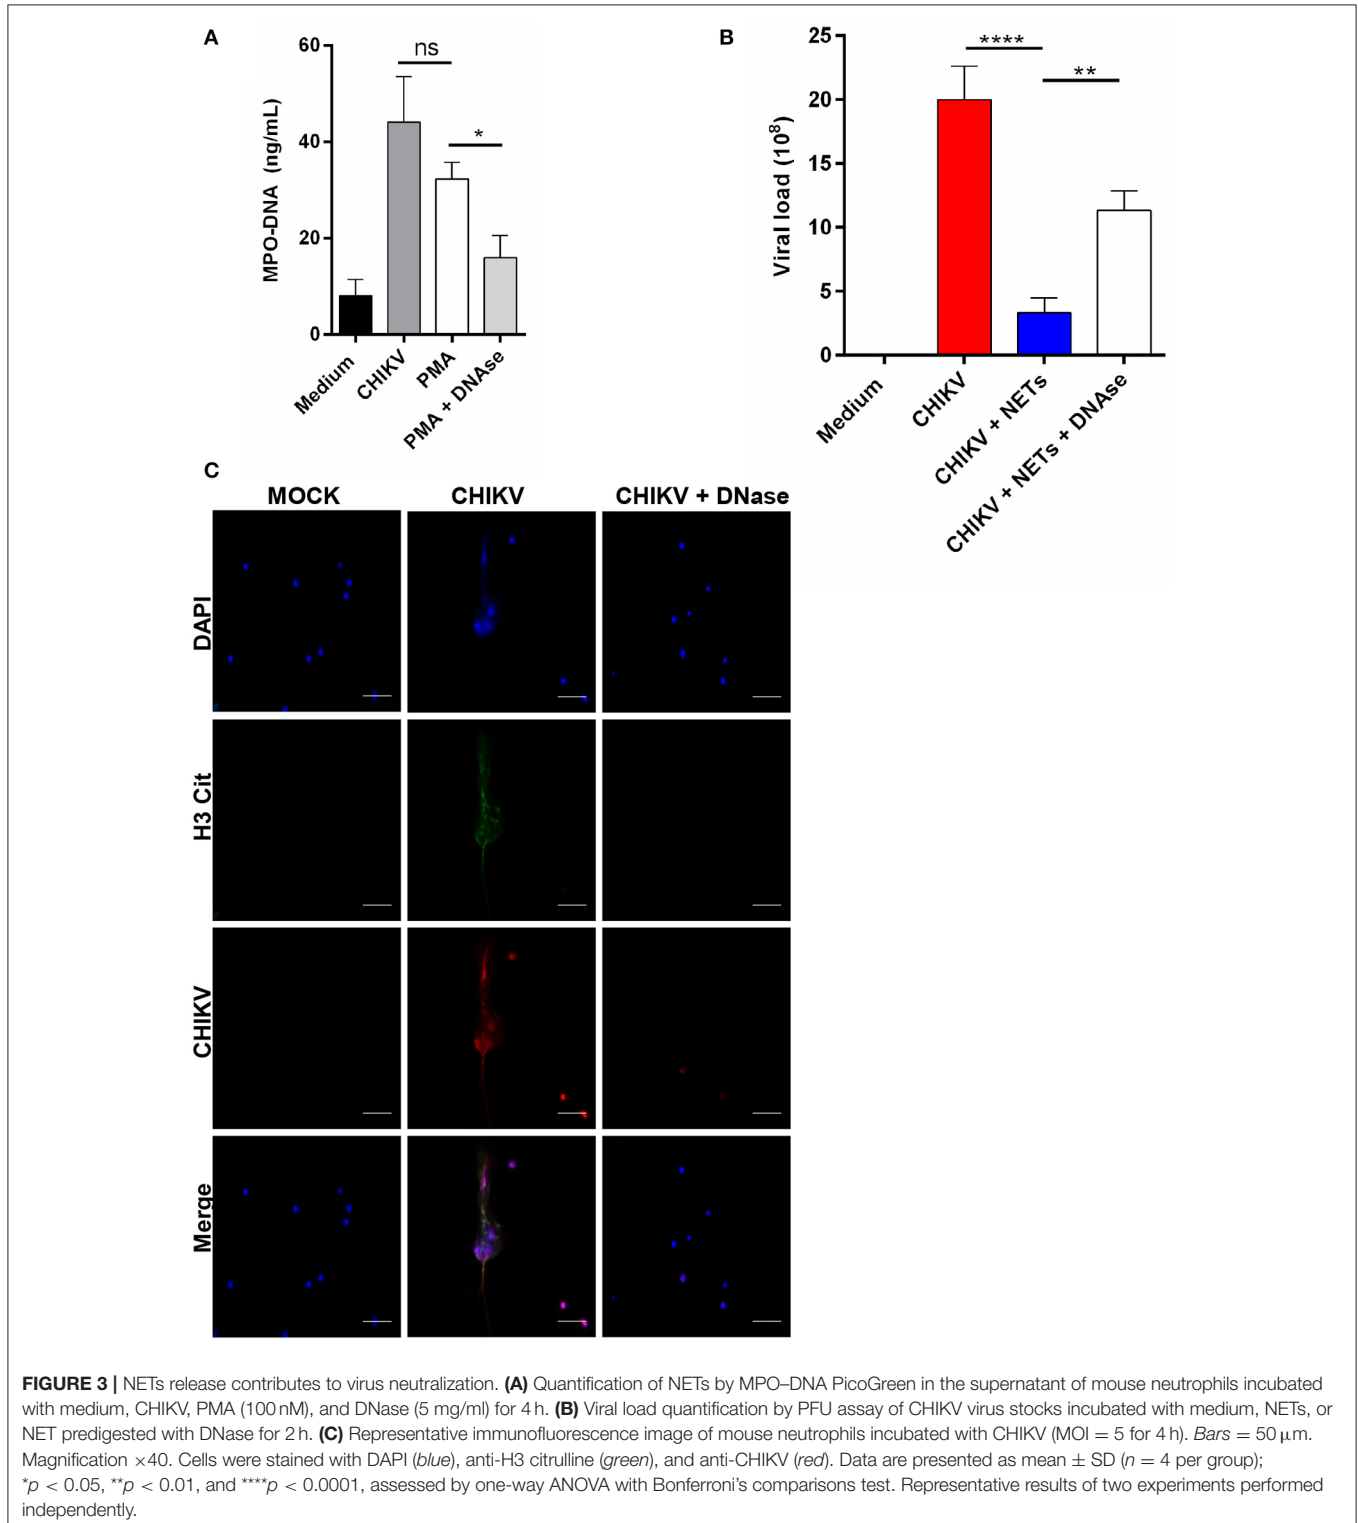 A
MPO-DNA (ng/mL)
60
40
20
0
ns
*
Medium
CHIKV
PMA
PMA + DNAse
B
Viral load (10⁸)
25
20
15
10
5
0
****
**
Medium
CHIKV
CHIKV + NETs
CHIKV + NETs + DNAse
C
MOCK CHIKV CHIKV + DNase
DAPI
H3 Cit
CHIKV
Merge
FIGURE 3 | NETs release contributes to virus neutralization. (A) Quantification of NETs by MPO–DNA PicoGreen in the supernatant of mouse neutrophils incubated
with medium, CHIKV, PMA (100 nM), and DNase (5 mg/ml) for 4 h. (B) Viral load quantification by PFU assay of CHIKV virus stocks incubated with medium, NETs, or
NET predigested with DNase for 2 h. (C) Representative immunofluorescence image of mouse neutrophils incubated with CHIKV (MOI = 5 for 4 h). Bars = 50 μm.
Magnification ×40. Cells were stained with DAPI (blue), anti-H3 citrulline (green), and anti-CHIKV (red). Data are presented as mean ± SD (n = 4 per group);
*p < 0.05, **p < 0.01, and ****p < 0.0001, assessed by one-way ANOVA with Bonferroni's comparisons test. Representative results of two experiments performed
independently.